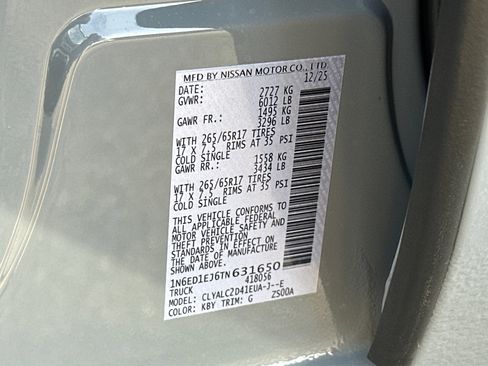 MFD BY NISSAN MOTOR CO., LTD
DATE: 12/25
GVWR: 2727 KG
6012 LB
GAWR FR.: 1495 KG
3296 LB
WITH 265/65R17 TIRES
17 X 7.5 RIMS AT 35 PSI
COLD SINGLE
GAWR RR.: 1558 KG
3434 LB
WITH 265/65R17 TIRES
17 X 7.5 RIMS AT 35 PSI
COLD SINGLE
THIS VEHICLE CONFORMS TO
ALL APPLICABLE FEDERAL
MOTOR VEHICLE SAFETY AND
THEFT PREVENTION
STANDARDS IN EFFECT ON
THE DATE OF MANUFACTURE
SHOWN ABOVE.
1N6ED1EJ6TN631650
TRUCK 418056
MODEL: CLYALC2D41EUA-J--E
COLOR: KBY TRIM: G ZS00A